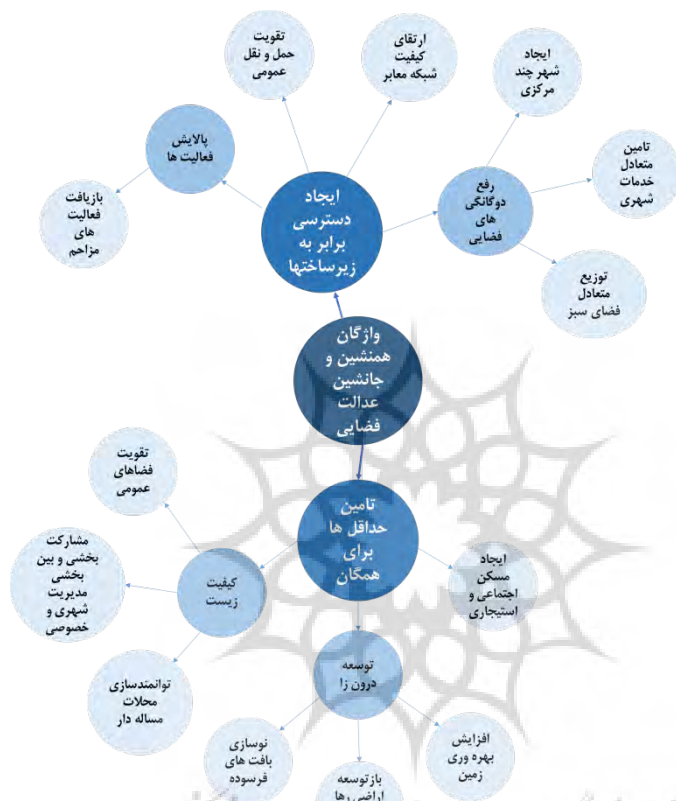 تقویت
حمل و نقل
عمومی
ارتقای
کیفیت
شبکه معابر
ایجاد
شهر چند
مرکزی
پالایش
فعالیت ها
تامین
متعادل
خدمات
شهری
بازیافت
فعالیت
های
مزاحم
ایجاد
دسترسی
برابر به
زیرساختها
رفع
دوگانگی
های
فضایی
توزیع
متعادل
فضای سبز
واژگان
همنشین و
جانشین
عدالت
فضایی
تقویت
فضاهای
عمومی
تامین
حداقل ها
برای
همگان
مشارکت
بخشی و بین
بخشی
مدیریت
شهری و
خصوصی
کیفیت
زیست
ایجاد
مسکن
اجتماعی و
استیجاری
توانمندسازی
محلات
مساله دار
توسعه
درون زا
نوسازی
بافت های
فرسوده
بازتوسعه
اراضی رها
افزایش
بهره وری
زمین